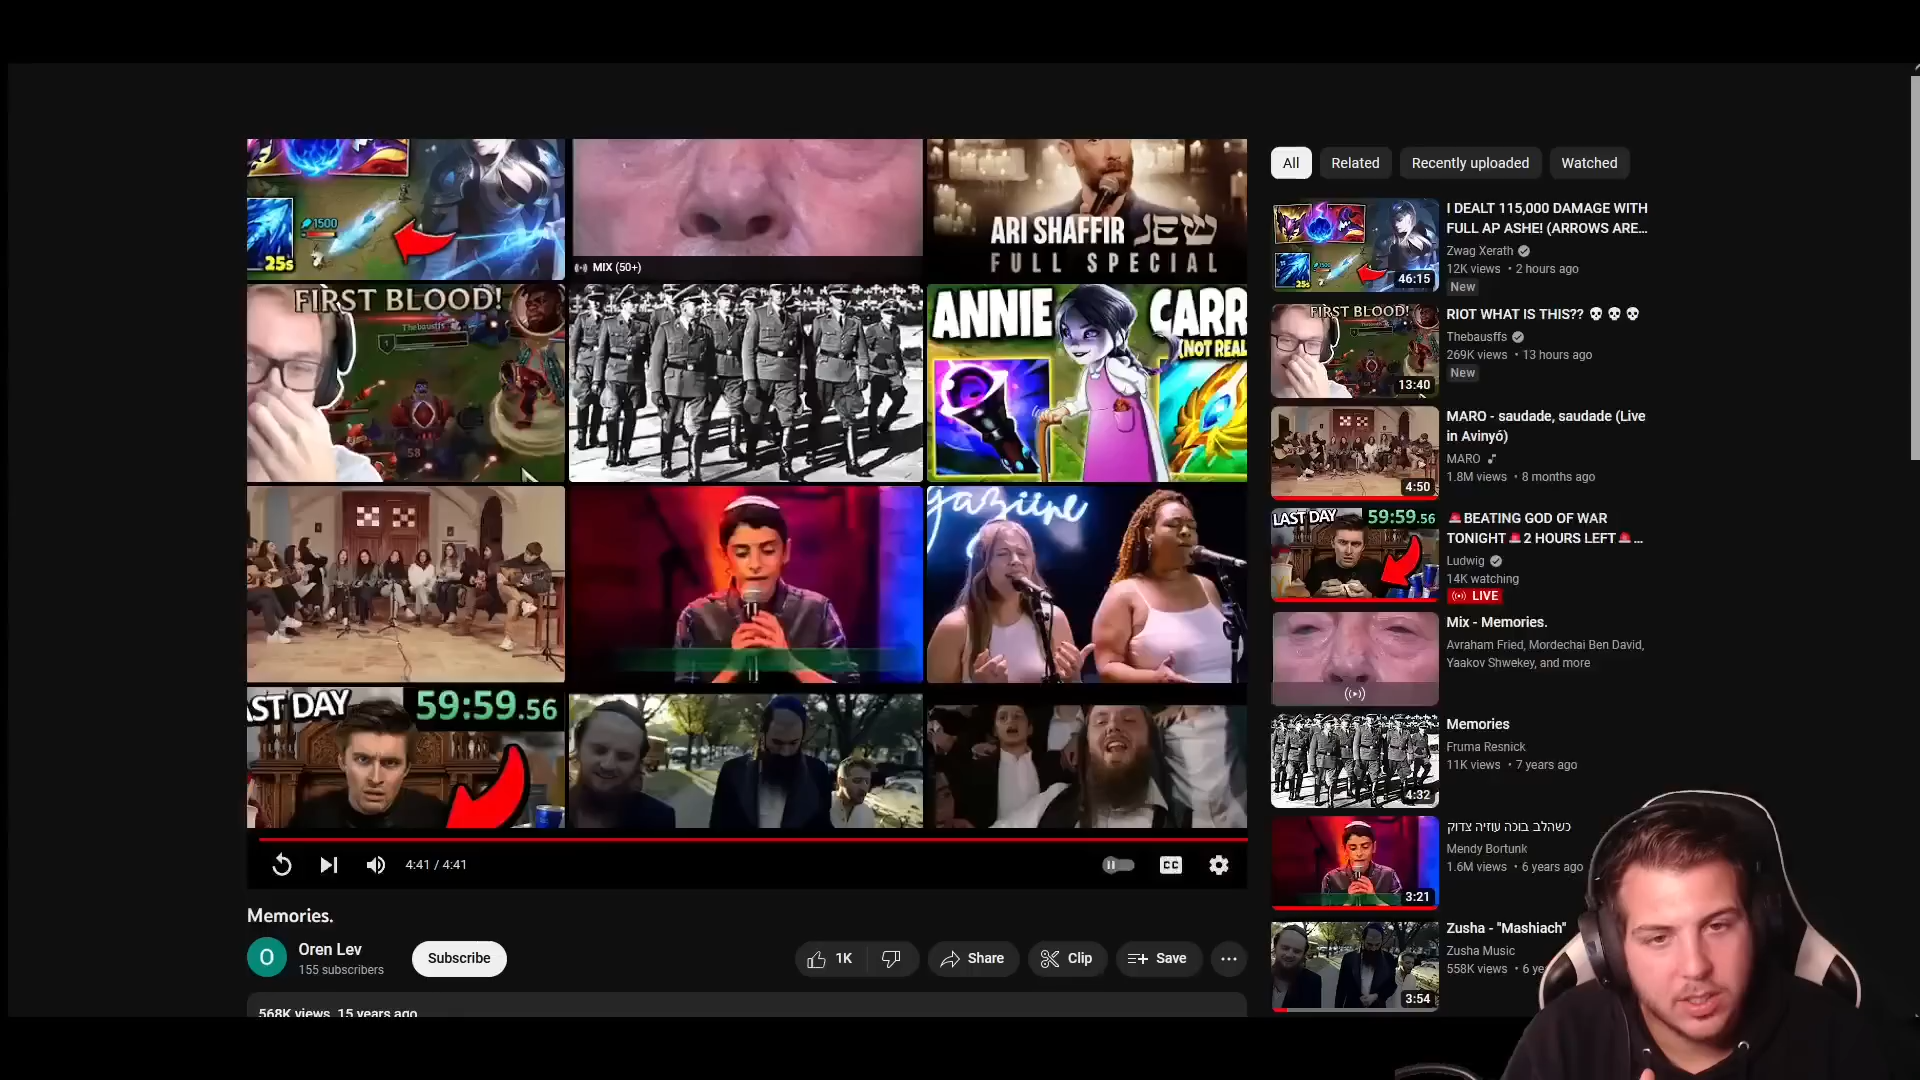 1500
25s
MIX (50+)
ARI SHAFFIR JEW
FULL SPECIAL
FIRST BLOOD!
Thebausffs
58
ANNIE CARR
(NOT REAL
gaziine
AST DAY
59:59.56
4:41 / 4:41
CC
Memories.
O
Oren Lev
155 subscribers
Subscribe
1K
Share
Clip
Save
568K views 15 years ago
All
Related
Recently uploaded
Watched
25s
46:15
I DEALT 115,000 DAMAGE WITH
FULL AP ASHE! (ARROWS ARE...
Zwag Xerath
12K views • 2 hours ago
New
FIRST BLOOD!
13:40
RIOT WHAT IS THIS??
Thebausffs
269K views • 13 hours ago
New
4:50
MARO - saudade, saudade (Live
in Avinyó)
MARO
1.8M views • 8 months ago
LAST DAY
59:59.56
BEATING GOD OF WAR
TONIGHT 2 HOURS LEFT ...
Ludwig
14K watching
LIVE
Mix - Memories.
Avraham Fried, Mordechai Ben David,
Yaakov Shwekey, and more
4:32
Memories
Fruma Resnick
11K views • 7 years ago
3:21
כשהלב בוכה עוזיה צדוק
Mendy Bortunk
1.6M views • 6 years ago
3:54
Zusha - "Mashiach"
Zusha Music
558K views • 6 ye